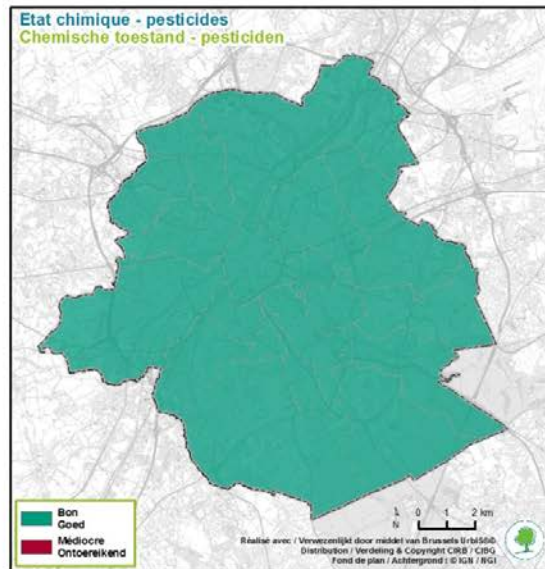 Etat chimique - pesticides
Chemische toestand - pesticiden
Bon
Goed
Médiocre
Ontoereikend
N
0 1 2 km
Réalisé avec / Verwezenlijkt door middel van Brussels UrbIS®©
Distribution / Verdeling & Copyright CIRB / CIBG
Fond de plan / Achtergrond : © IGN / NGI